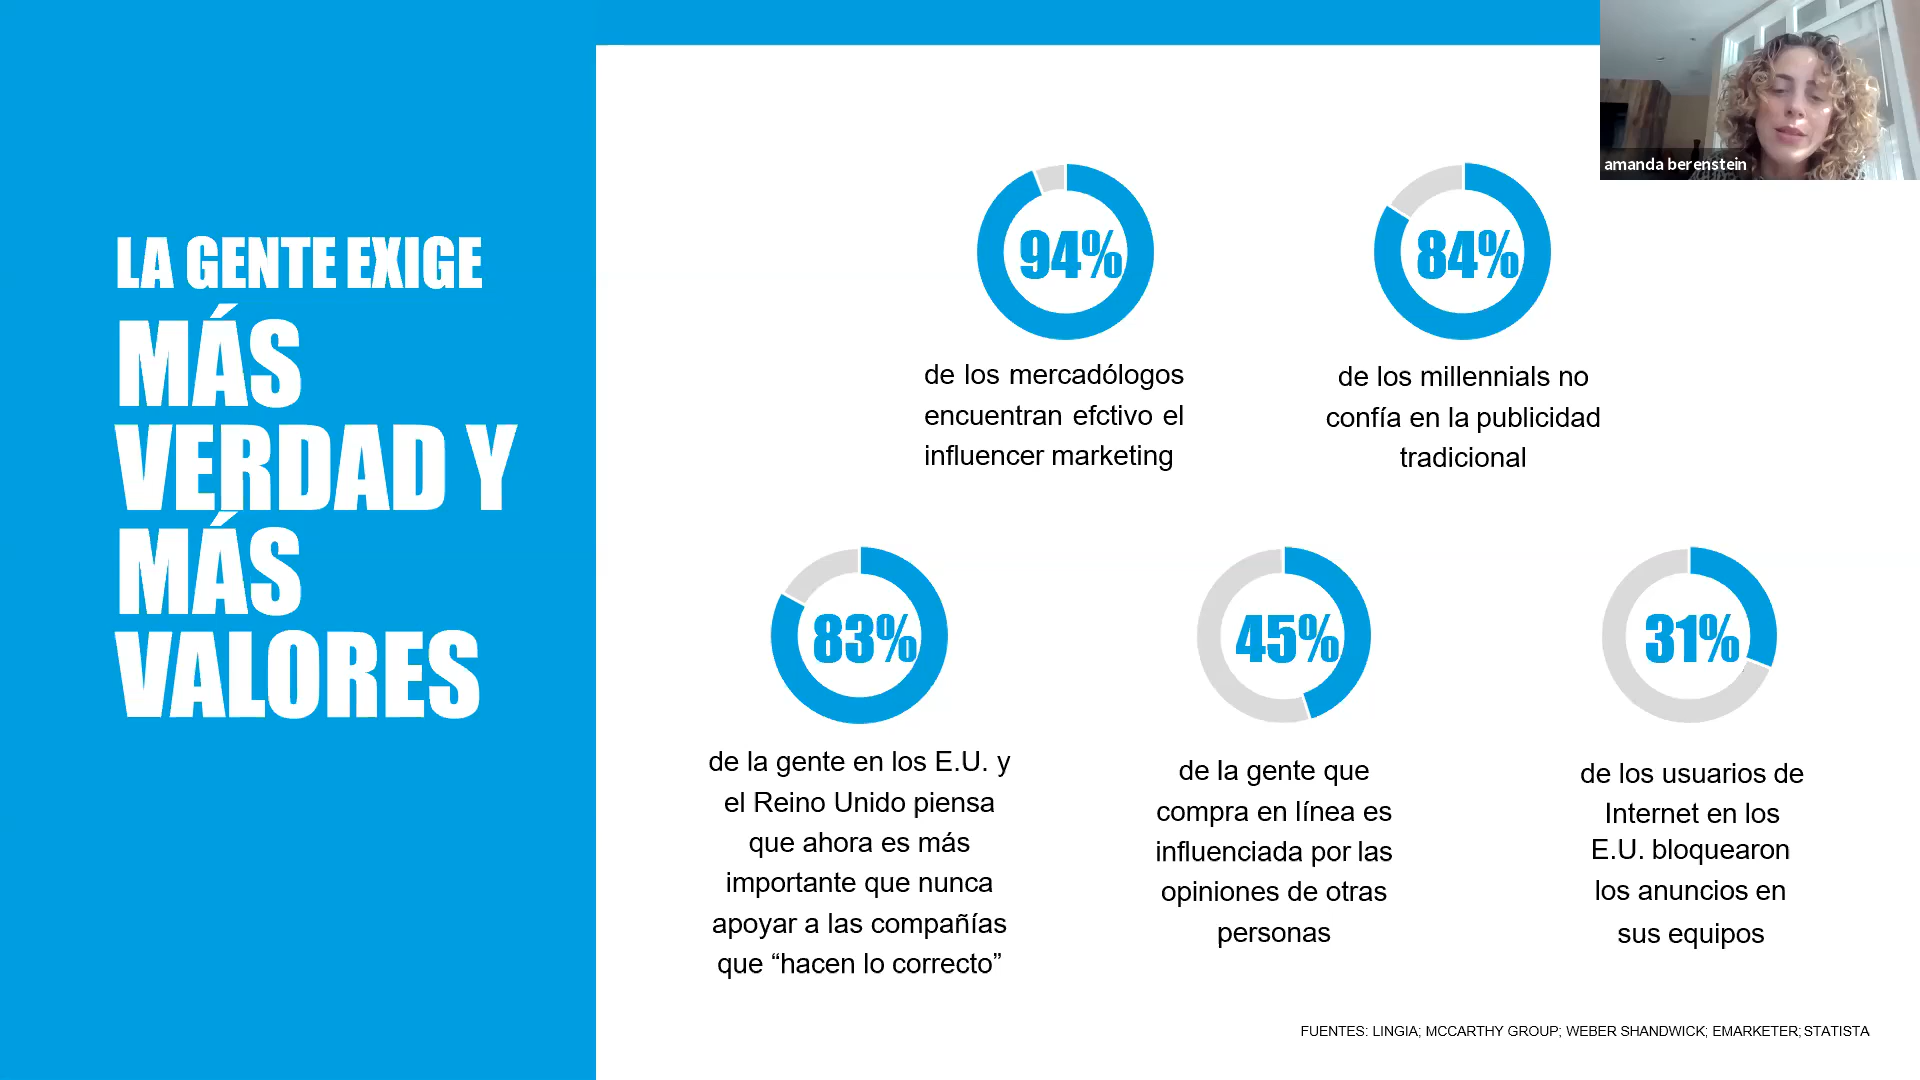 amanda berenstein
LA GENTE EXIGE
MÁS
VERDAD Y
MÁS
VALORES
94%
de los mercadólogos
encuentran efctivo el
influencer marketing
84%
de los millennials no
confía en la publicidad
tradicional
83%
de la gente en los E.U. y
el Reino Unido piensa
que ahora es más
importante que nunca
apoyar a las compañías
que “hacen lo correcto”
45%
de la gente que
compra en línea es
influenciada por las
opiniones de otras
personas
31%
de los usuarios de
Internet en los
E.U. bloquearon
los anuncios en
sus equipos
FUENTES: LINGIA; MCCARTHY GROUP; WEBER SHANDWICK; EMARKETER; STATISTA